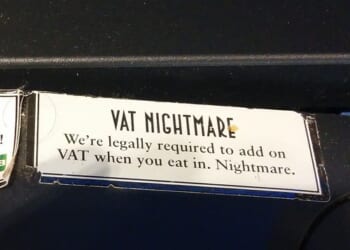 VAT NIGHTMARE
We're legally required to add on
VAT when you eat in. Nightmare.
!